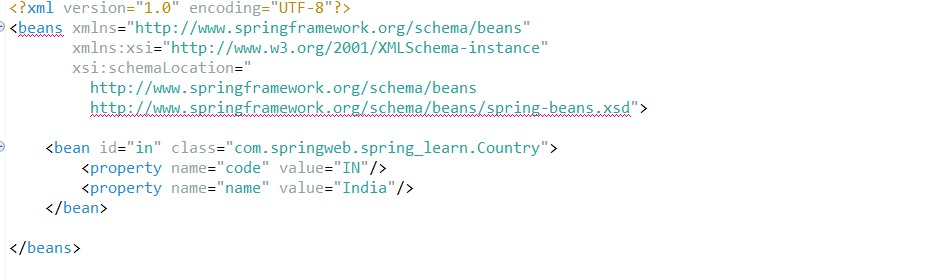 <?xml version="1.0" encoding="UTF-8"?>
<beans xmlns="http://www.springframework.org/schema/beans"
xmlns:xsi="http://www.w3.org/2001/XMLSchema-instance"
xsi:schemaLocation="
http://www.springframework.org/schema/beans
http://www.springframework.org/schema/beans/spring-beans.xsd">
<bean id="in" class="com.springweb.spring_learn.Country">
<property name="code" value="IN"/>
<property name="name" value="India"/>
</bean>
</beans>